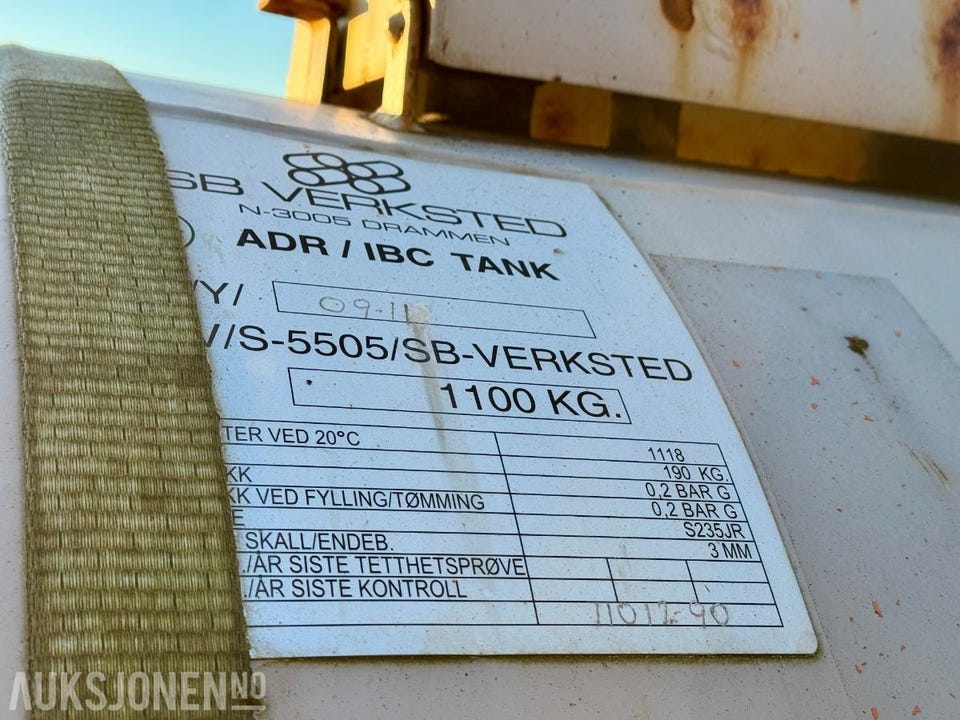 SB VERKSTED
N-3005 DRAMMEN
ADR / IBC TANK
/Y/ 09-11
/S-5505/SB-VERKSTED
1100 KG.
TER VED 20°C 1118
190 KG.
KK 0,2 BAR G
KK VED FYLLING/TØMMING 0,2 BAR G
E S235JR
SKALL/ENDEB. 3 MM
./ÅR SISTE TETTHETSPRØVE
./ÅR SISTE KONTROLL
AUKSJONEN NO